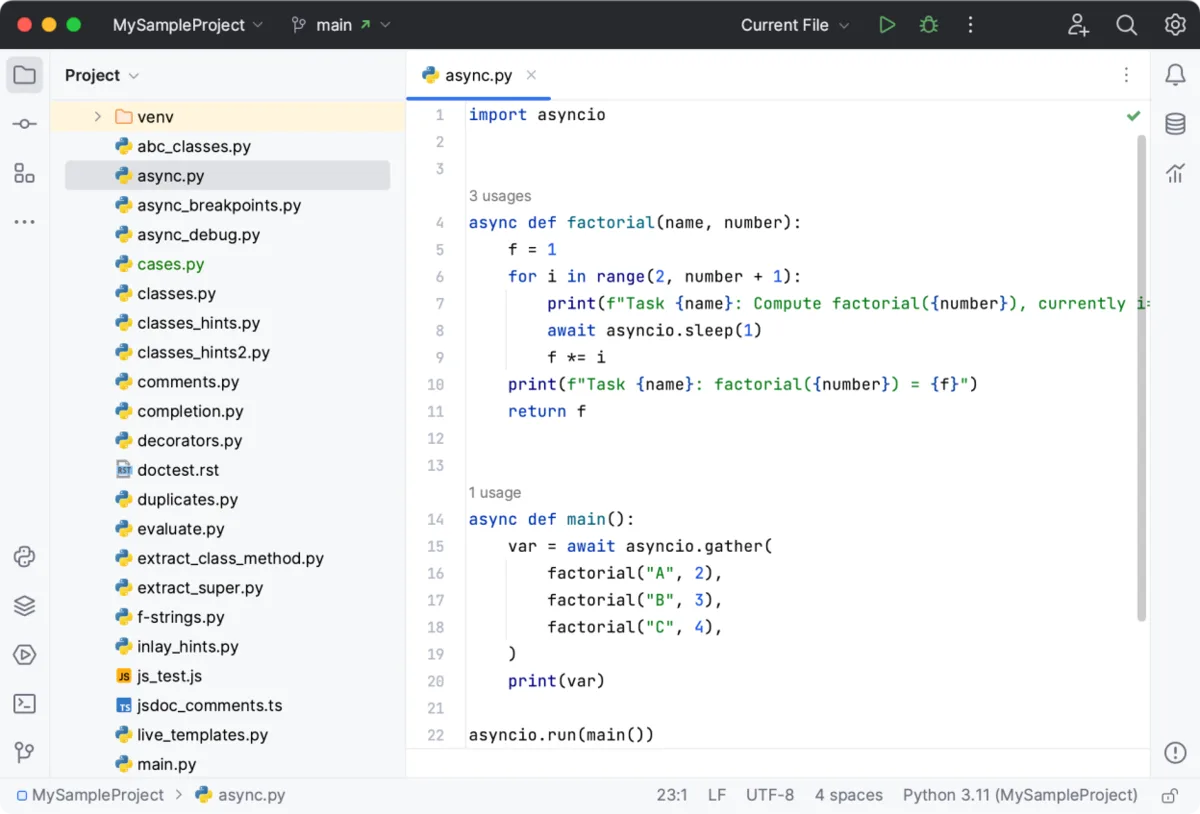 MySampleProject main Current File
Project
venv
abc_classes.py
async.py
async_breakpoints.py
async_debug.py
cases.py
classes.py
classes_hints.py
classes_hints2.py
comments.py
completion.py
decorators.py
RST doctest.rst
duplicates.py
evaluate.py
extract_class_method.py
extract_super.py
f-strings.py
inlay_hints.py
JS js_test.js
TS jsdoc_comments.ts
live_templates.py
main.py
async.py
1 import asyncio
2
3
3 usages
4 async def factorial(name, number):
5     f = 1
6     for i in range(2, number + 1):
7         print(f"Task {name}: Compute factorial({number}), currently i=
8         await asyncio.sleep(1)
9         f *= i
10     print(f"Task {name}: factorial({number}) = {f}")
11     return f
12
13
1 usage
14 async def main():
15     var = await asyncio.gather(
16         factorial("A", 2),
17         factorial("B", 3),
18         factorial("C", 4),
19     )
20     print(var)
21
22 asyncio.run(main())
MySampleProject > async.py 23:1 LF UTF-8 4 spaces Python 3.11 (MySampleProject)